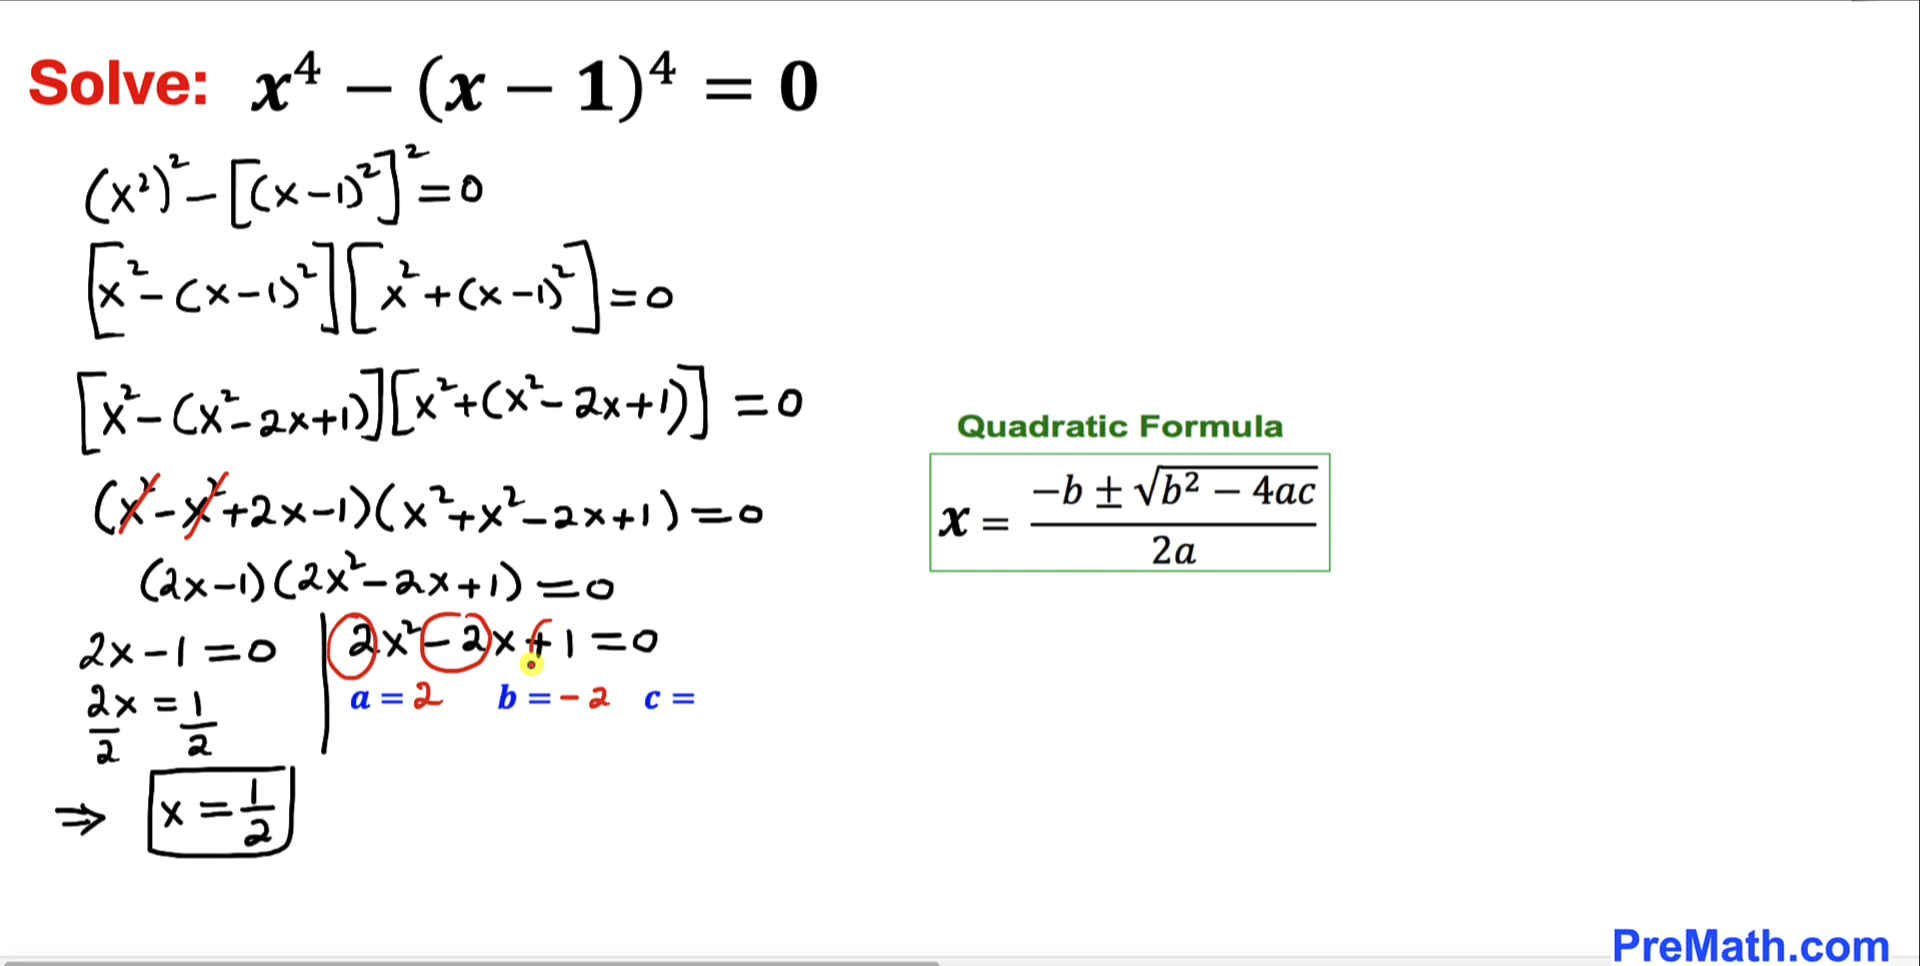 Solve: x⁴ − (x − 1)⁴ = 0
(x²)² − [(x−1)²]² = 0
[x² − (x−1)²][x² + (x−1)²] = 0
[x² − (x² − 2x + 1)][x² + (x² − 2x + 1)] = 0
(x² − x² + 2x − 1)(x² + x² − 2x + 1) = 0
(2x−1)(2x² − 2x + 1) = 0
2x − 1 = 0
2x/2 = 1/2
⇒ x = 1/2
2x² − 2x + 1 = 0
a = 2 b = −2 c =
Quadratic Formula
x = (−b ± √(b² − 4ac))/(2a)
PreMath.com